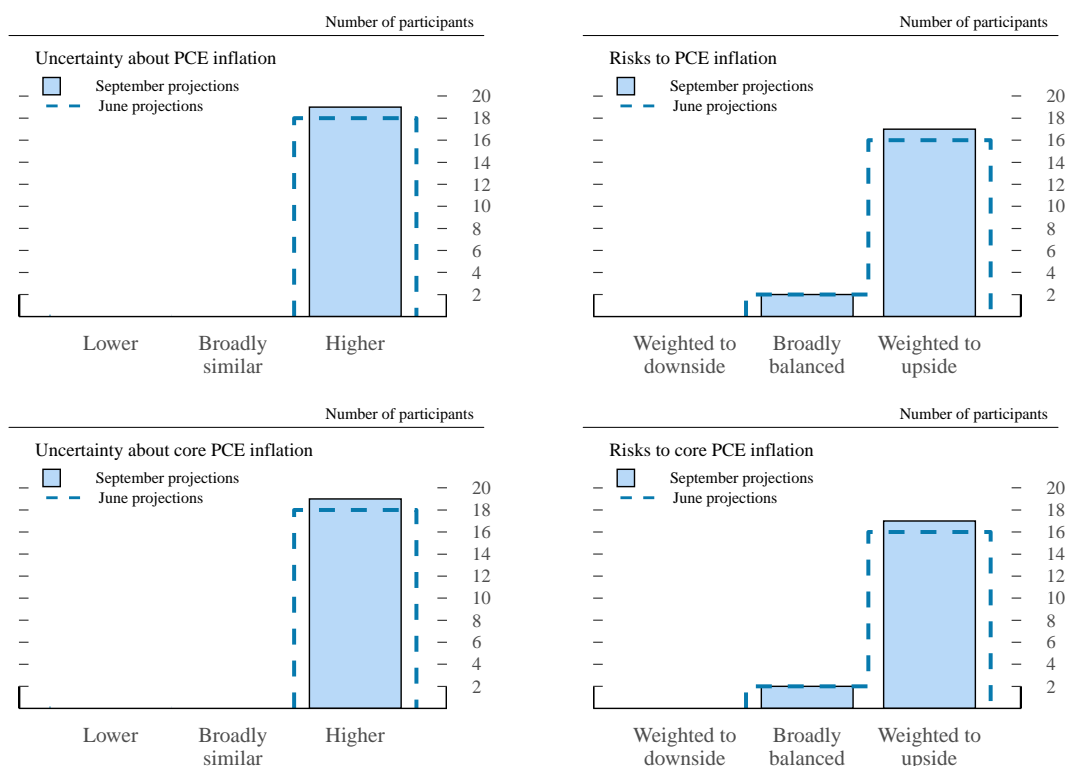 Number of participants
Uncertainty about PCE inflation
September projections
June projections
20
18
16
14
12
10
8
6
4
2
Lower
Broadly similar
Higher
Number of participants
Risks to PCE inflation
September projections
June projections
20
18
16
14
12
10
8
6
4
2
Weighted to downside
Broadly balanced
Weighted to upside
Number of participants
Uncertainty about core PCE inflation
September projections
June projections
20
18
16
14
12
10
8
6
4
2
Lower
Broadly similar
Higher
Number of participants
Risks to core PCE inflation
September projections
June projections
20
18
16
14
12
10
8
6
4
2
Weighted to downside
Broadly balanced
Weighted to upside